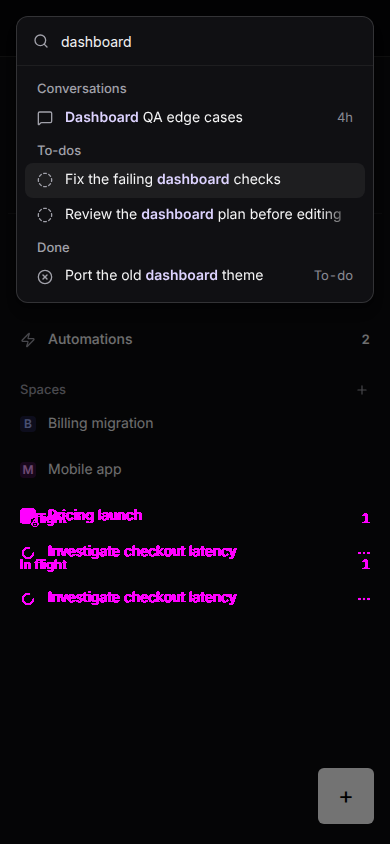 dashboard
Conversations
Dashboard QA edge cases 4h
To-dos
Fix the failing dashboard checks
Review the dashboard plan before editing
Done
Port the old dashboard theme To-do
Automations 2
Spaces +
B Billing migration
M Mobile app
Pricing launch 1
Investigate checkout latency ---
In flight 1
Investigate checkout latency ---
+